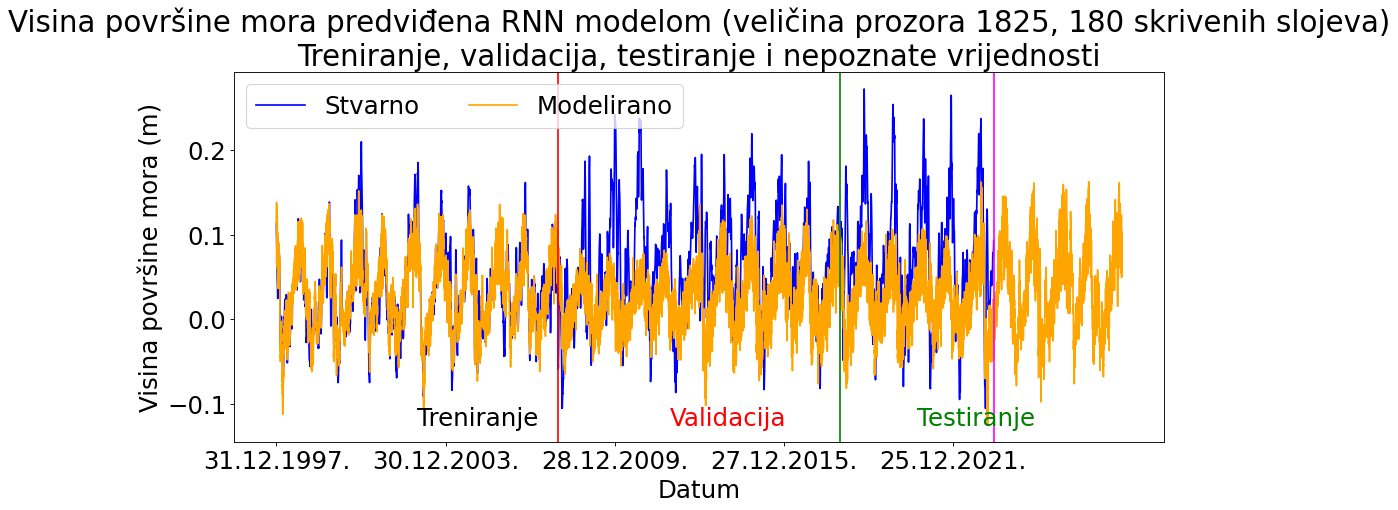 Visina površine mora predviđena RNN modelom (veličina prozora 1825, 180 skrivenih slojeva)
Treniranje, validacija, testiranje i nepoznate vrijednosti
Stvarno Modelirano
Visina površine mora (m)
0.2
0.1
0.0
−0.1
Treniranje Validacija Testiranje
31.12.1997. 30.12.2003. 28.12.2009. 27.12.2015. 25.12.2021.
Datum